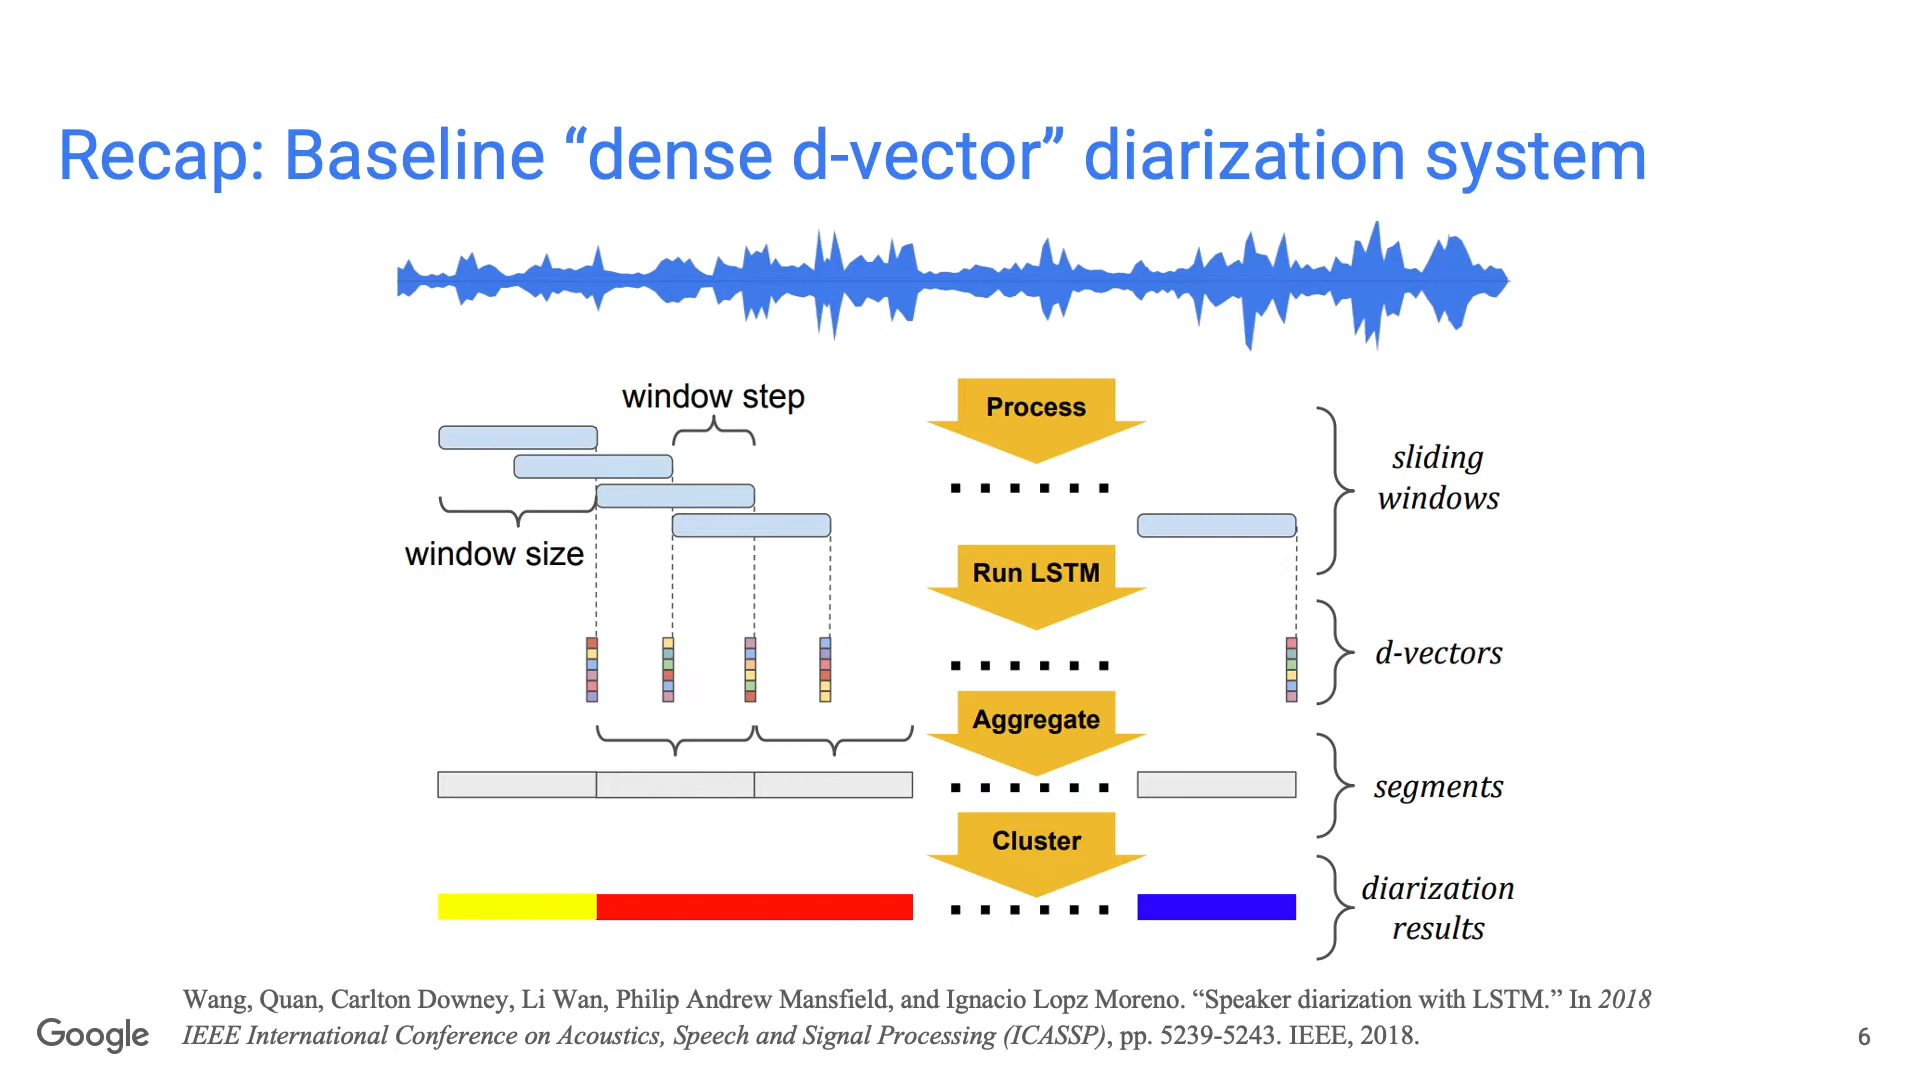 Recap: Baseline “dense d-vector” diarization system
window step
Process
sliding
windows
window size
Run LSTM
d-vectors
Aggregate
segments
Cluster
diarization
results
Wang, Quan, Carlton Downey, Li Wan, Philip Andrew Mansfield, and Ignacio Lopz Moreno. “Speaker diarization with LSTM.” In 2018
IEEE International Conference on Acoustics, Speech and Signal Processing (ICASSP), pp. 5239-5243. IEEE, 2018.
Google
6